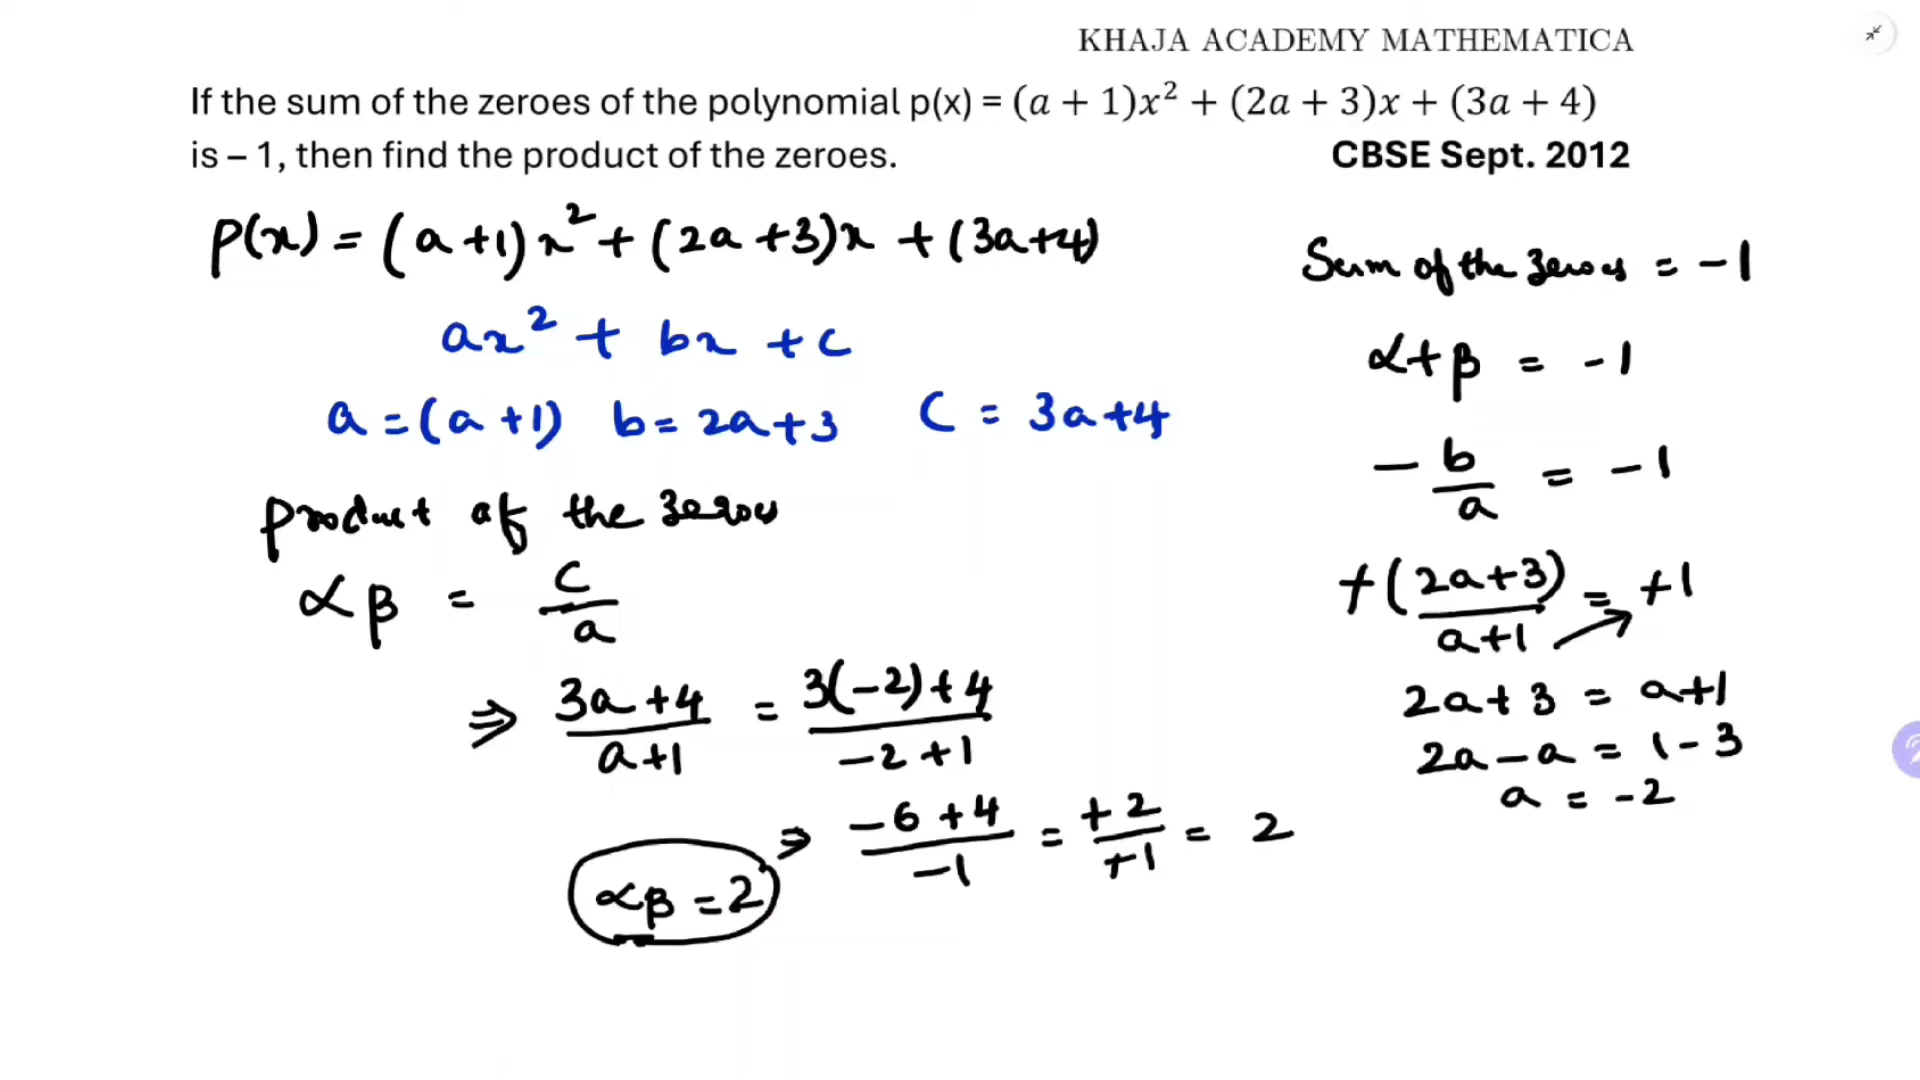 KHAJA ACADEMY MATHEMATICA
If the sum of the zeroes of the polynomial p(x) = (a + 1)x² + (2a + 3)x + (3a + 4)
is – 1, then find the product of the zeroes.
CBSE Sept. 2012
p(x) = (a+1)x² + (2a+3)x + (3a+4)
ax² + bx + c
a = (a+1) b = 2a+3 C = 3a+4
product of the zeros
αβ = c/a
⇒ 3a+4/a+1 = 3(-2)+4/-2+1
⇒ -6+4/-1 = +2/+1 = 2
αβ = 2
Sum of the zeroes = -1
α+β = -1
-b/a = -1
+(2a+3)/a+1 = +1
2a+3 = a+1
2a-a = 1-3
a = -2